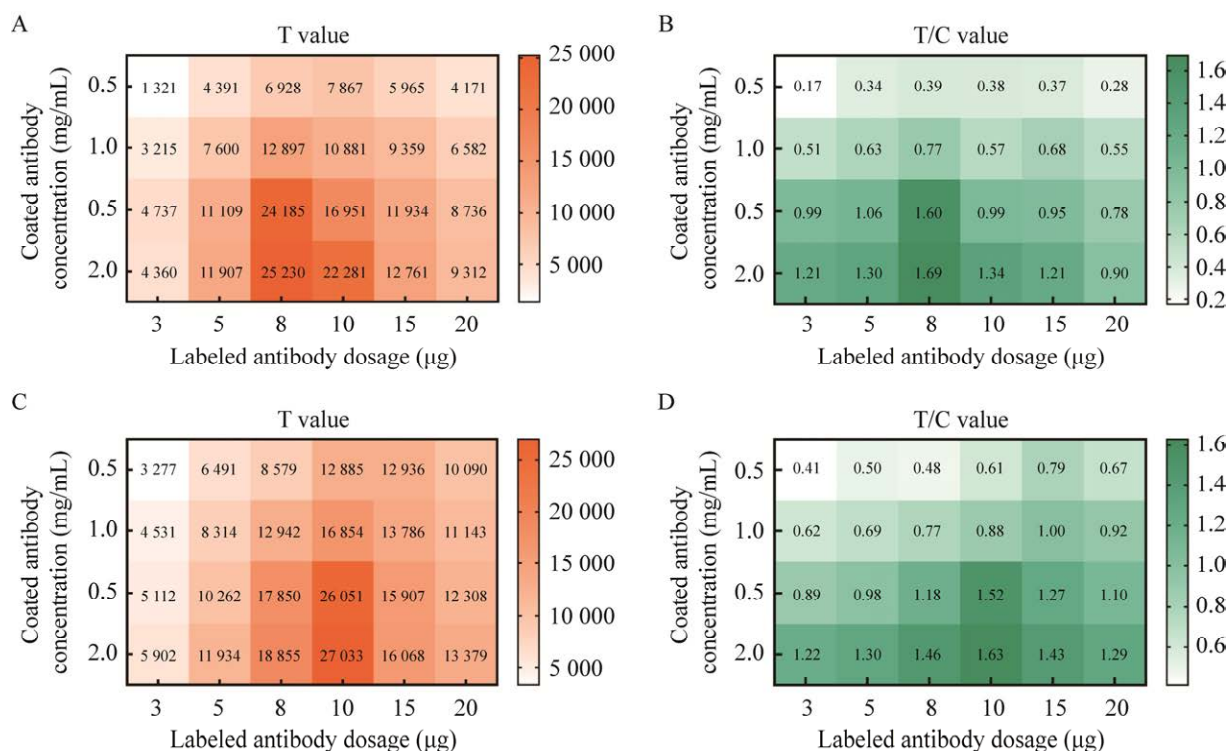 A
T value
Coated antibody
concentration (mg/mL)
0.5
1 321 4 391 6 928 7 867 5 965 4 171
1.0
3 215 7 600 12 897 10 881 9 359 6 582
0.5
4 737 11 109 24 185 16 951 11 934 8 736
2.0
4 360 11 907 25 230 22 281 12 761 9 312
3 5 8 10 15 20
Labeled antibody dosage (μg)
25 000
20 000
15 000
10 000
5 000
B
T/C value
Coated antibody
concentration (mg/mL)
0.5
0.17 0.34 0.39 0.38 0.37 0.28
1.0
0.51 0.63 0.77 0.57 0.68 0.55
0.5
0.99 1.06 1.60 0.99 0.95 0.78
2.0
1.21 1.30 1.69 1.34 1.21 0.90
3 5 8 10 15 20
Labeled antibody dosage (μg)
1.6
1.4
1.2
1.0
0.8
0.6
0.4
0.2
C
T value
Coated antibody
concentration (mg/mL)
0.5
3 277 6 491 8 579 12 885 12 936 10 090
1.0
4 531 8 314 12 942 16 854 13 786 11 143
0.5
5 112 10 262 17 850 26 051 15 907 12 308
2.0
5 902 11 934 18 855 27 033 16 068 13 379
3 5 8 10 15 20
Labeled antibody dosage (μg)
25 000
20 000
15 000
10 000
5 000
D
T/C value
Coated antibody
concentration (mg/mL)
0.5
0.41 0.50 0.48 0.61 0.79 0.67
1.0
0.62 0.69 0.77 0.88 1.00 0.92
0.5
0.89 0.98 1.18 1.52 1.27 1.10
2.0
1.22 1.30 1.46 1.63 1.43 1.29
3 5 8 10 15 20
Labeled antibody dosage (μg)
1.6
1.4
1.2
1.0
0.8
0.6